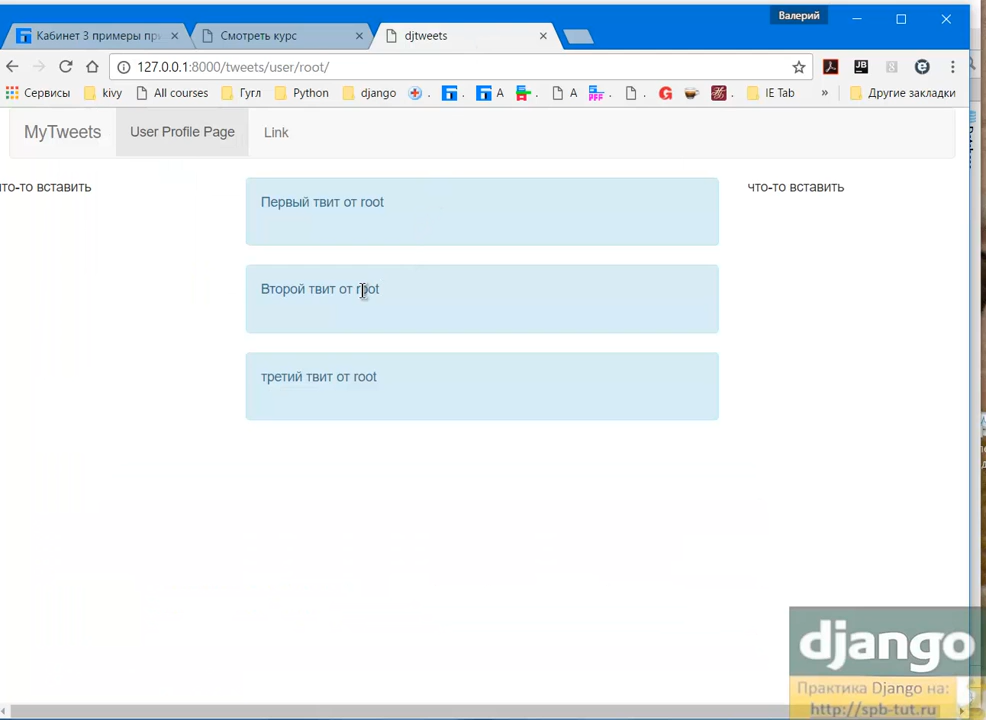 Валерий
Кабинет 3 примеры пр
Смотреть курс
djtweets
127.0.0.1:8000/tweets/user/root/
Сервисы kivy All courses Гугл Python django . . A . A . . G . IE Tab » Другие закладки
MyTweets User Profile Page Link
то-то вставить
Первый твит от root
что-то вставить
Второй твит от root
третий твит от root
django
Практика Django на:
http://spb-tut.ru